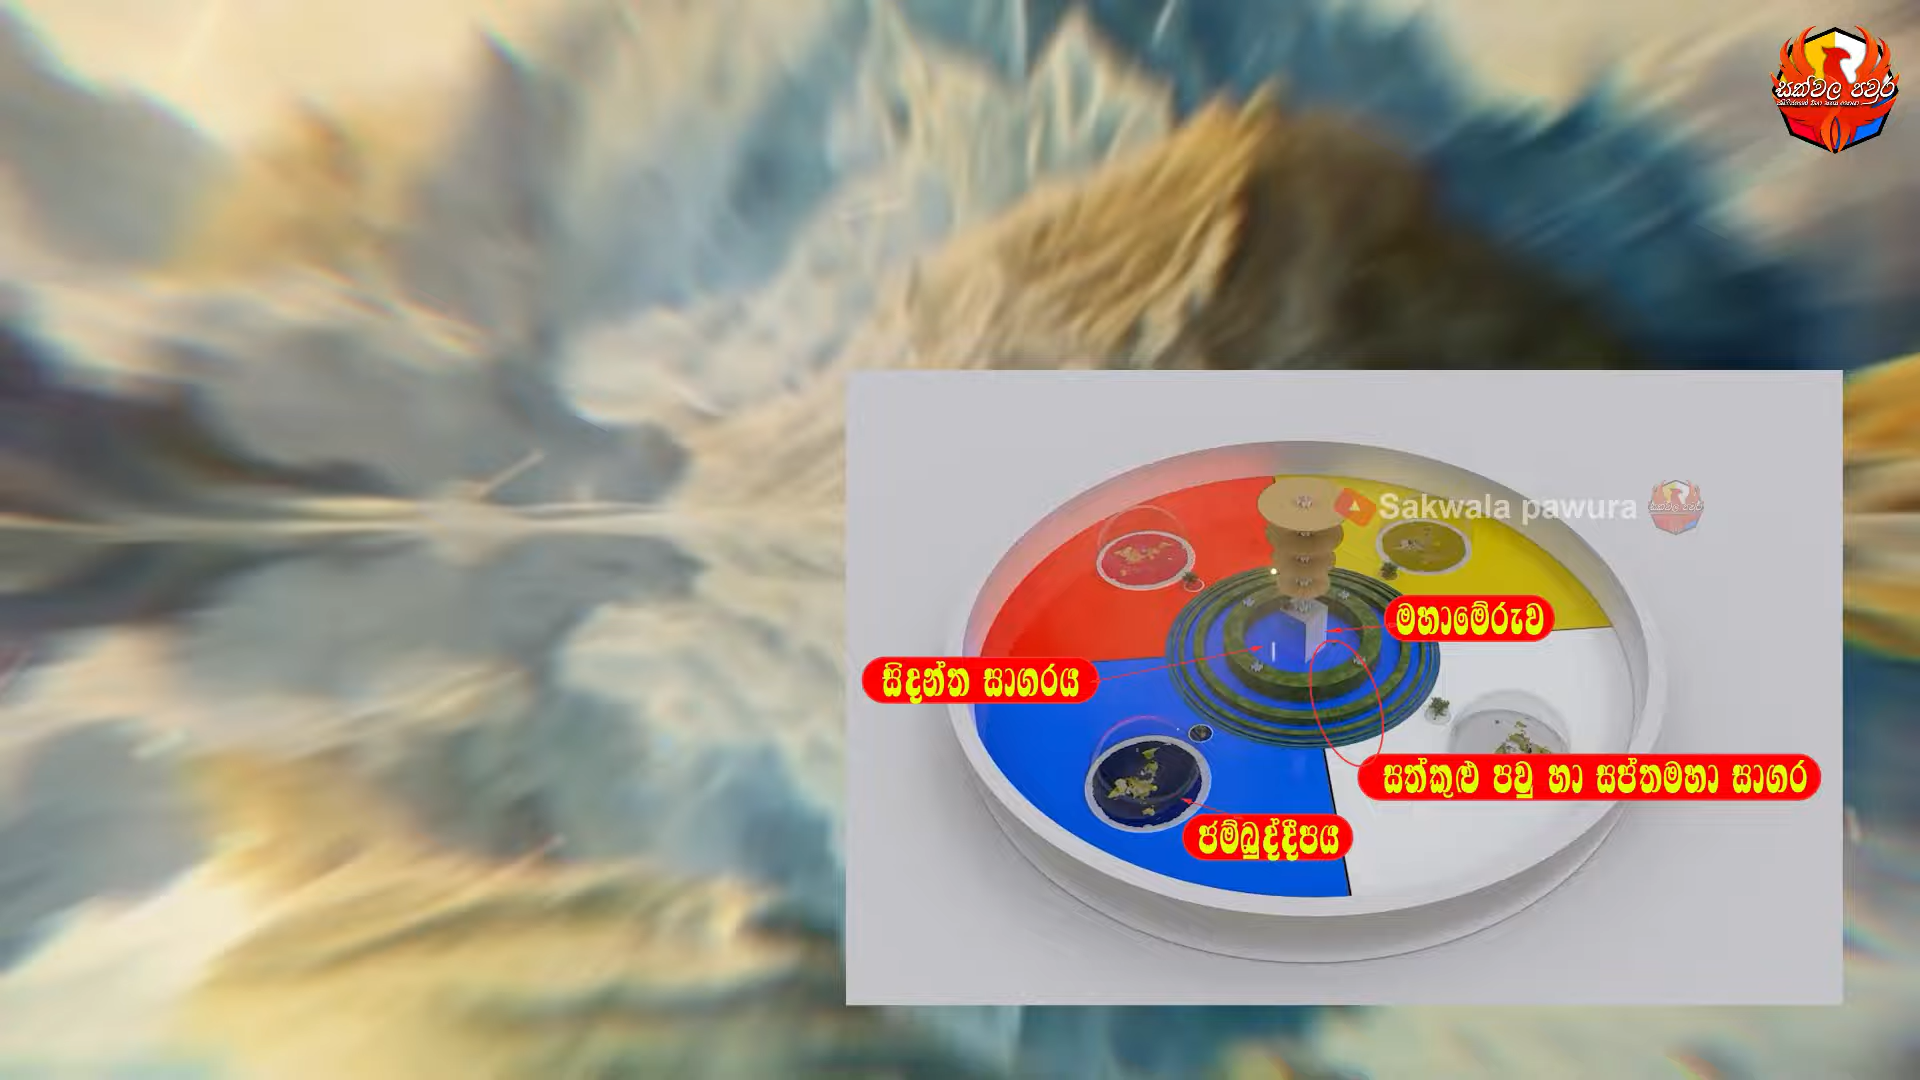 සක්වල පවුර
Sakwala pawura
මහාමේරුව
සිදන්ත සාගරය
සත්කුළු පව් හා සප්තමහා සාගර
ජම්බුද්දීපය